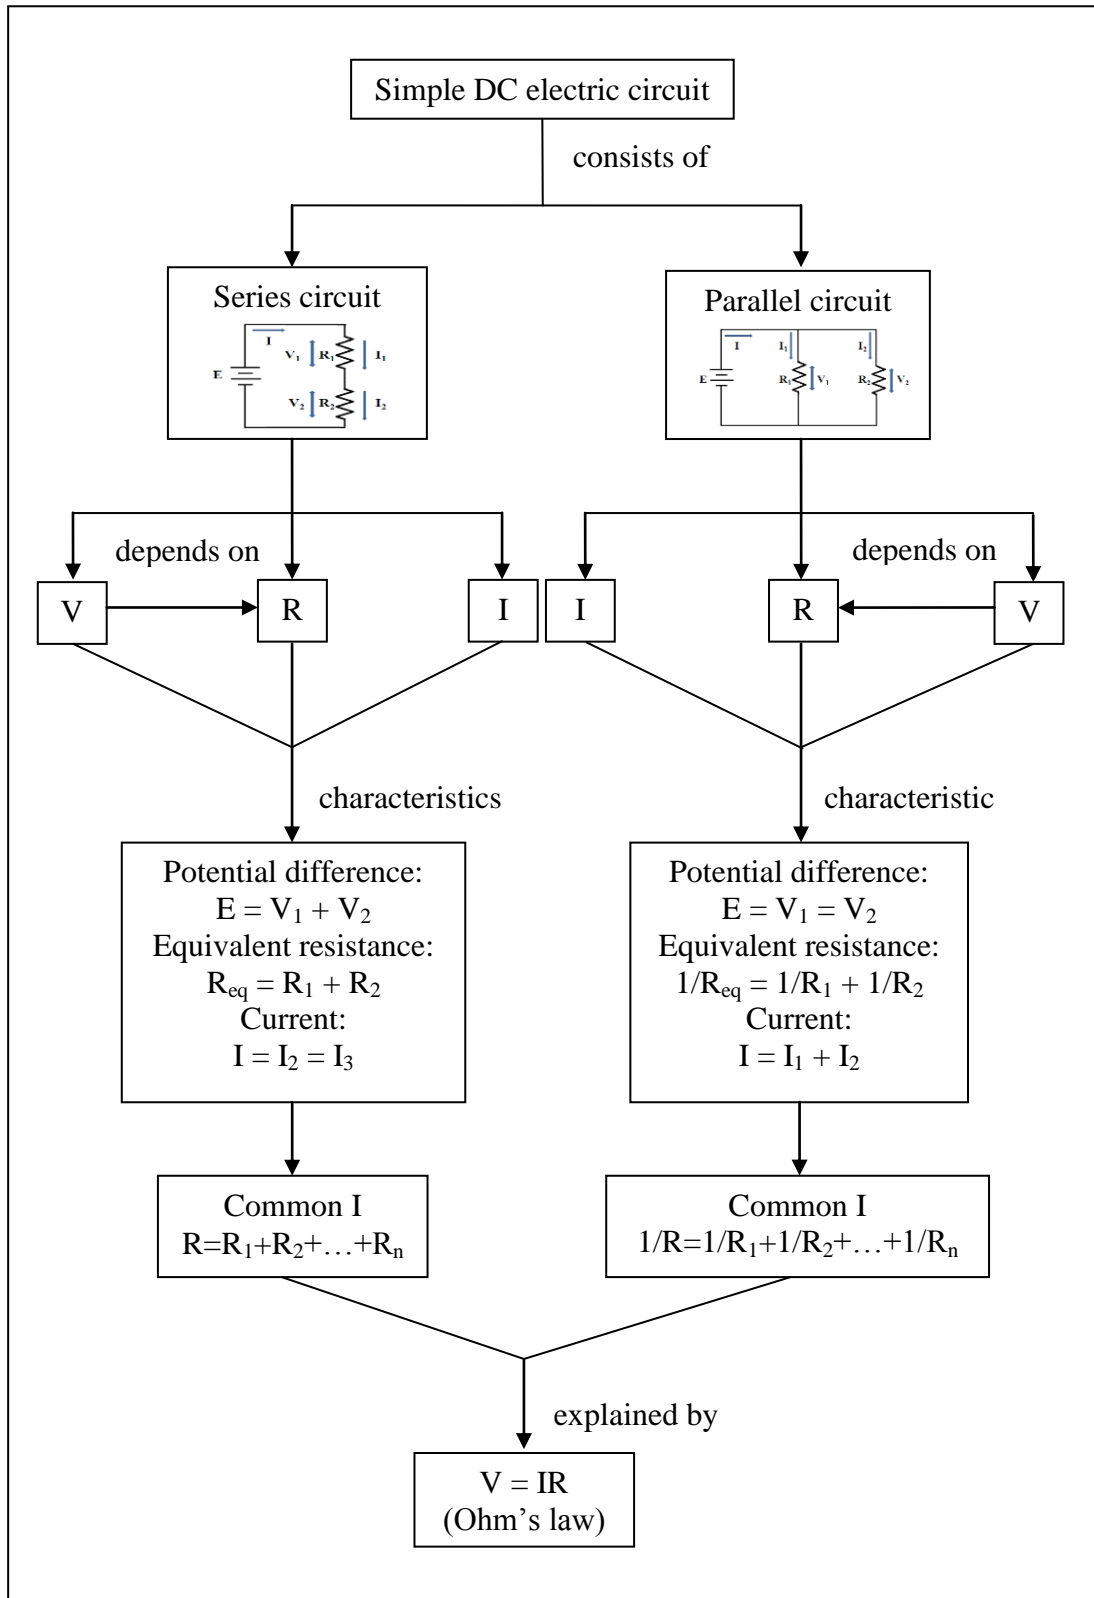 Simple DC electric circuit
consists of
Series circuit
I
V₁ R₁ I₁
E
V₂ R₂ I₂
Parallel circuit
I I₁ I₂
E R₁ V₁ R₂ V₂
depends on
V
R
I
depends on
I
R
V
characteristics
characteristic
Potential difference:
E = V₁ + V₂
Equivalent resistance:
Rₑq = R₁ + R₂
Current:
I = I₂ = I₃
Potential difference:
E = V₁ = V₂
Equivalent resistance:
1/Rₑq = 1/R₁ + 1/R₂
Current:
I = I₁ + I₂
Common I
R=R₁+R₂+…+Rₙ
Common I
1/R=1/R₁+1/R₂+…+1/Rₙ
explained by
V = IR
(Ohm’s law)